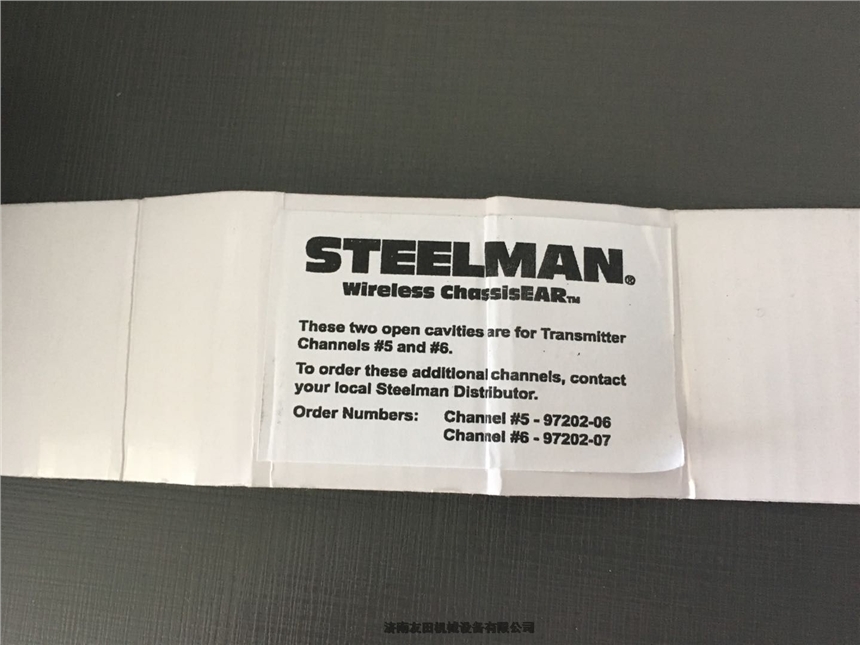 STEELMAN®
Wireless ChassisEAR™
These two open cavities are for Transmitter
Channels #5 and #6.
To order these additional channels, contact
your local Steelman Distributor.
Order Numbers: Channel #5 - 97202-06
Channel #6 - 97202-07
济南友田机械设备有限公司